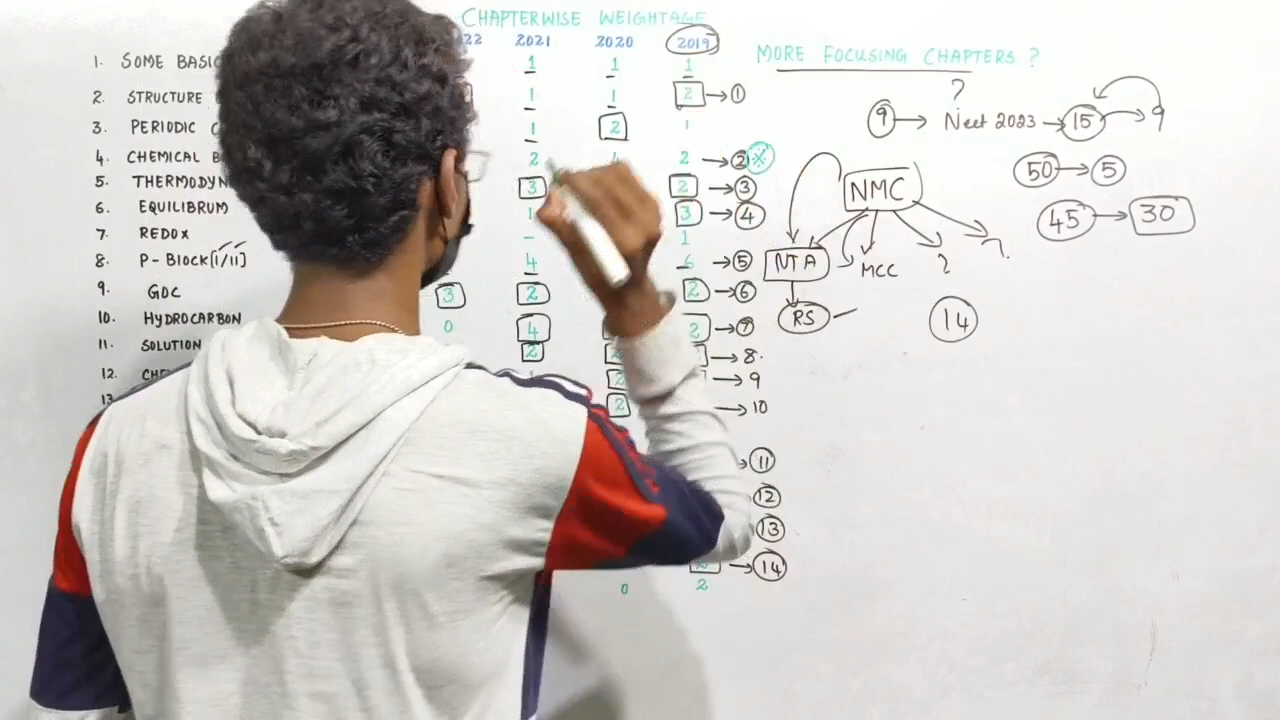 CHAPTERWISE WEIGHTAGE
22 2021 2020 2019
1. SOME BASIC 1 1 1
2. STRUCTURE 1 1 2 → 1
3. PERIODIC 1 2 1
4. CHEMICAL 2 2 → 2 ※
5. THERMODYN 3 2 → 3
6. EQUILIBRUM 1 3 → 4
7. REDOX - 1
8. P-BLOCK[I/II] 4 6 → 5
9. GOC 3 2 2 → 6
10. HYDROCARBON 0 4 2 → 7
11. SOLUTION 2 2 → 8.
12. CHE 2 → 9
13 2 → 10
→ 11
12
13
2 → 14
0 2
MORE FOCUSING CHAPTERS ?
?
9 → Neet 2023 → 15 → 9
50 → 5
45 → 30
NMC
NTA MCC ? ?
RS
14